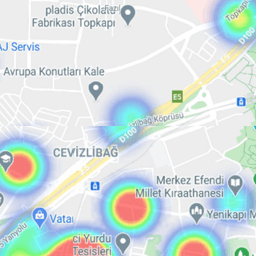 pladis Çikolata
Fabrikası Topkapı
Topkapı
AJ Servis
D100
Avrupa Konutları Kale
E5
Köprüsü
D100
CEVİZLİBAĞ
Merkez Efendi
Millet Kıraathanesi
Vatan
Yenikapı M
ci Yurdu
Tesisleri